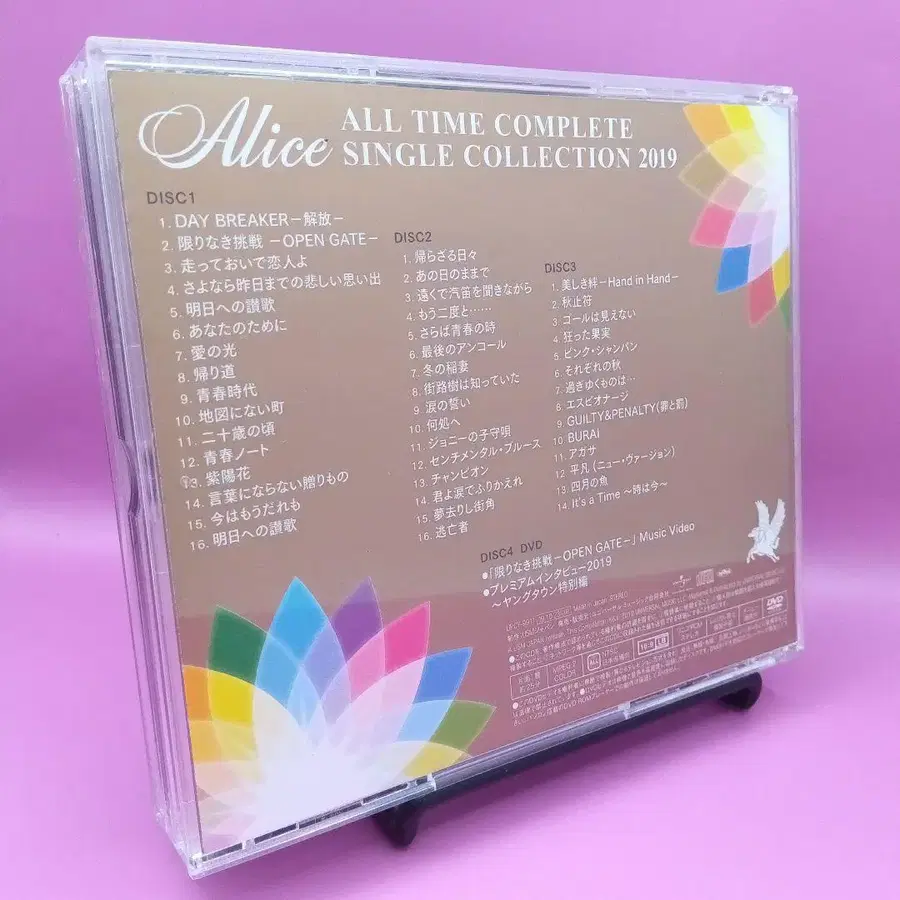 Alice
ALL TIME COMPLETE
SINGLE COLLECTION 2019
DISC1
1. DAY BREAKER－解放－
2. 限りなき挑戦 －OPEN GATE－
3. 走っておいで恋人よ
4. さよなら昨日までの悲しい思い出
5. 明日への讃歌
6. あなたのために
7. 愛の光
8. 帰り道
9. 青春時代
10. 地図にない町
11. 二十歳の頃
12. 青春ノート
13. 紫陽花
14. 言葉にならない贈りもの
15. 今はもうだれも
16. 明日への讃歌
DISC2
1. 帰らざる日々
2. あの日のままで
3. 遠くで汽笛を聞きながら
4. もう二度と……
5. さらば青春の時
6. 最後のアンコール
7. 冬の稲妻
8. 街路樹は知っていた
9. 涙の誓い
10. 何処へ
11. ジョニーの子守唄
12. センチメンタル・ブルース
13. チャンピオン
14. 君よ涙でふりかえれ
15. 夢去りし街角
16. 逃亡者
DISC3
1. 美しき絆－Hand in Hand－
2. 秋止符
3. ゴールは見えない
4. 狂った果実
5. ピンク・シャンパン
6. それぞれの秋
7. 過ぎゆくものは…
8. エスピオナージ
9. GUILTY&PENALTY(罪と罰)
10. BURAI
11. アガサ
12. 平凡 (ニュー・ヴァージョン)
13. 四月の魚
14. It's a Time ～時は今～
DISC4 DVD
●「限りなき挑戦－OPEN GATE－」Music Video
●プレミアムインタビュー2019
～ヤングタウン特別編